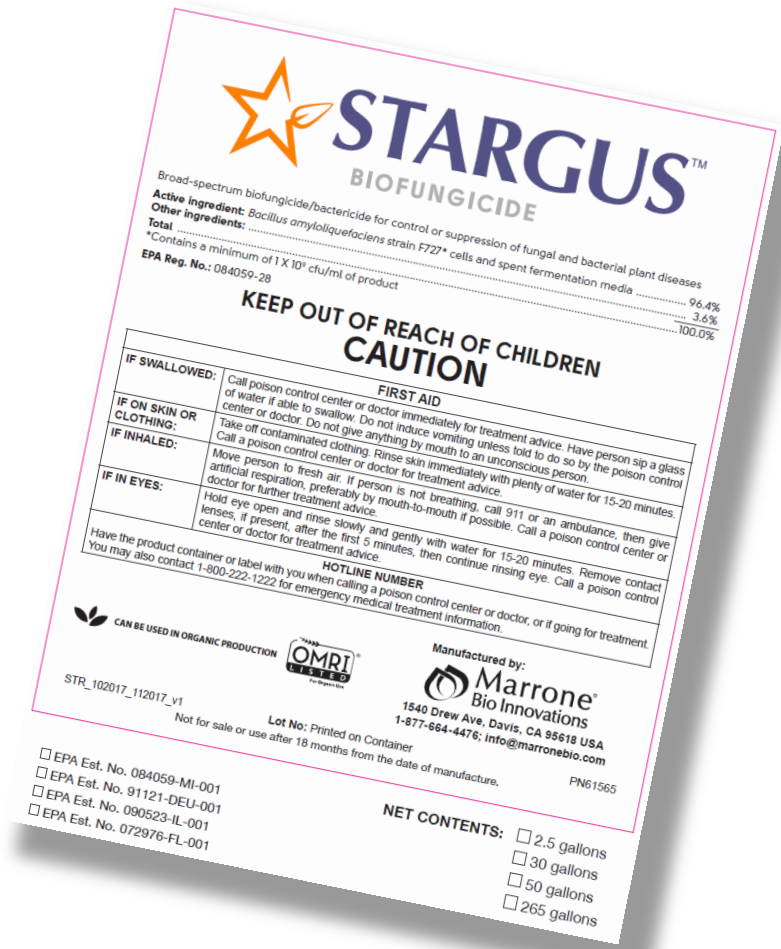 STARGUS™
BIOFUNGICIDE
Broad-spectrum biofungicide/bactericide for control or suppression of fungal and bacterial plant diseases
Active ingredient: Bacillus amyloliquefaciens strain F727* cells and spent fermentation media ................ 96.4%
Other ingredients: ................ 3.6%
Total ................ 100.0%
*Contains a minimum of 1 X 10⁹ cfu/ml of product
EPA Reg. No.: 084059-28
KEEP OUT OF REACH OF CHILDREN
CAUTION
FIRST AID
IF SWALLOWED: Call poison control center or doctor immediately for treatment advice. Have person sip a glass
of water if able to swallow. Do not induce vomiting unless told to do so by the poison control
center or doctor. Do not give anything by mouth to an unconscious person.
IF ON SKIN OR CLOTHING: Take off contaminated clothing. Rinse skin immediately with plenty of water for 15-20 minutes.
Call a poison control center or doctor for treatment advice.
IF INHALED: Move person to fresh air. If person is not breathing, call 911 or an ambulance, then give
artificial respiration, preferably by mouth-to-mouth if possible. Call a poison control center or
doctor for further treatment advice.
IF IN EYES: Hold eye open and rinse slowly and gently with water for 15-20 minutes. Remove contact
lenses, if present, after the first 5 minutes, then continue rinsing eye. Call a poison control
center or doctor for treatment advice.
HOTLINE NUMBER
Have the product container or label with you when calling a poison control center or doctor, or if going for treatment.
You may also contact 1-800-222-1222 for emergency medical treatment information.
CAN BE USED IN ORGANIC PRODUCTION
OMRI®
LISTED
For Organic Use
Manufactured by:
Marrone®
Bio Innovations
1540 Drew Ave, Davis, CA 95618 USA
1-877-664-4476; info@marronebio.com
STR_102017_112017_v1
Lot No: Printed on Container
Not for sale or use after 18 months from the date of manufacture.
PN61565
EPA Est. No. 084059-MI-001
EPA Est. No. 91121-DEU-001
EPA Est. No. 090523-IL-001
EPA Est. No. 072976-FL-001
NET CONTENTS:
2.5 gallons
30 gallons
50 gallons
265 gallons